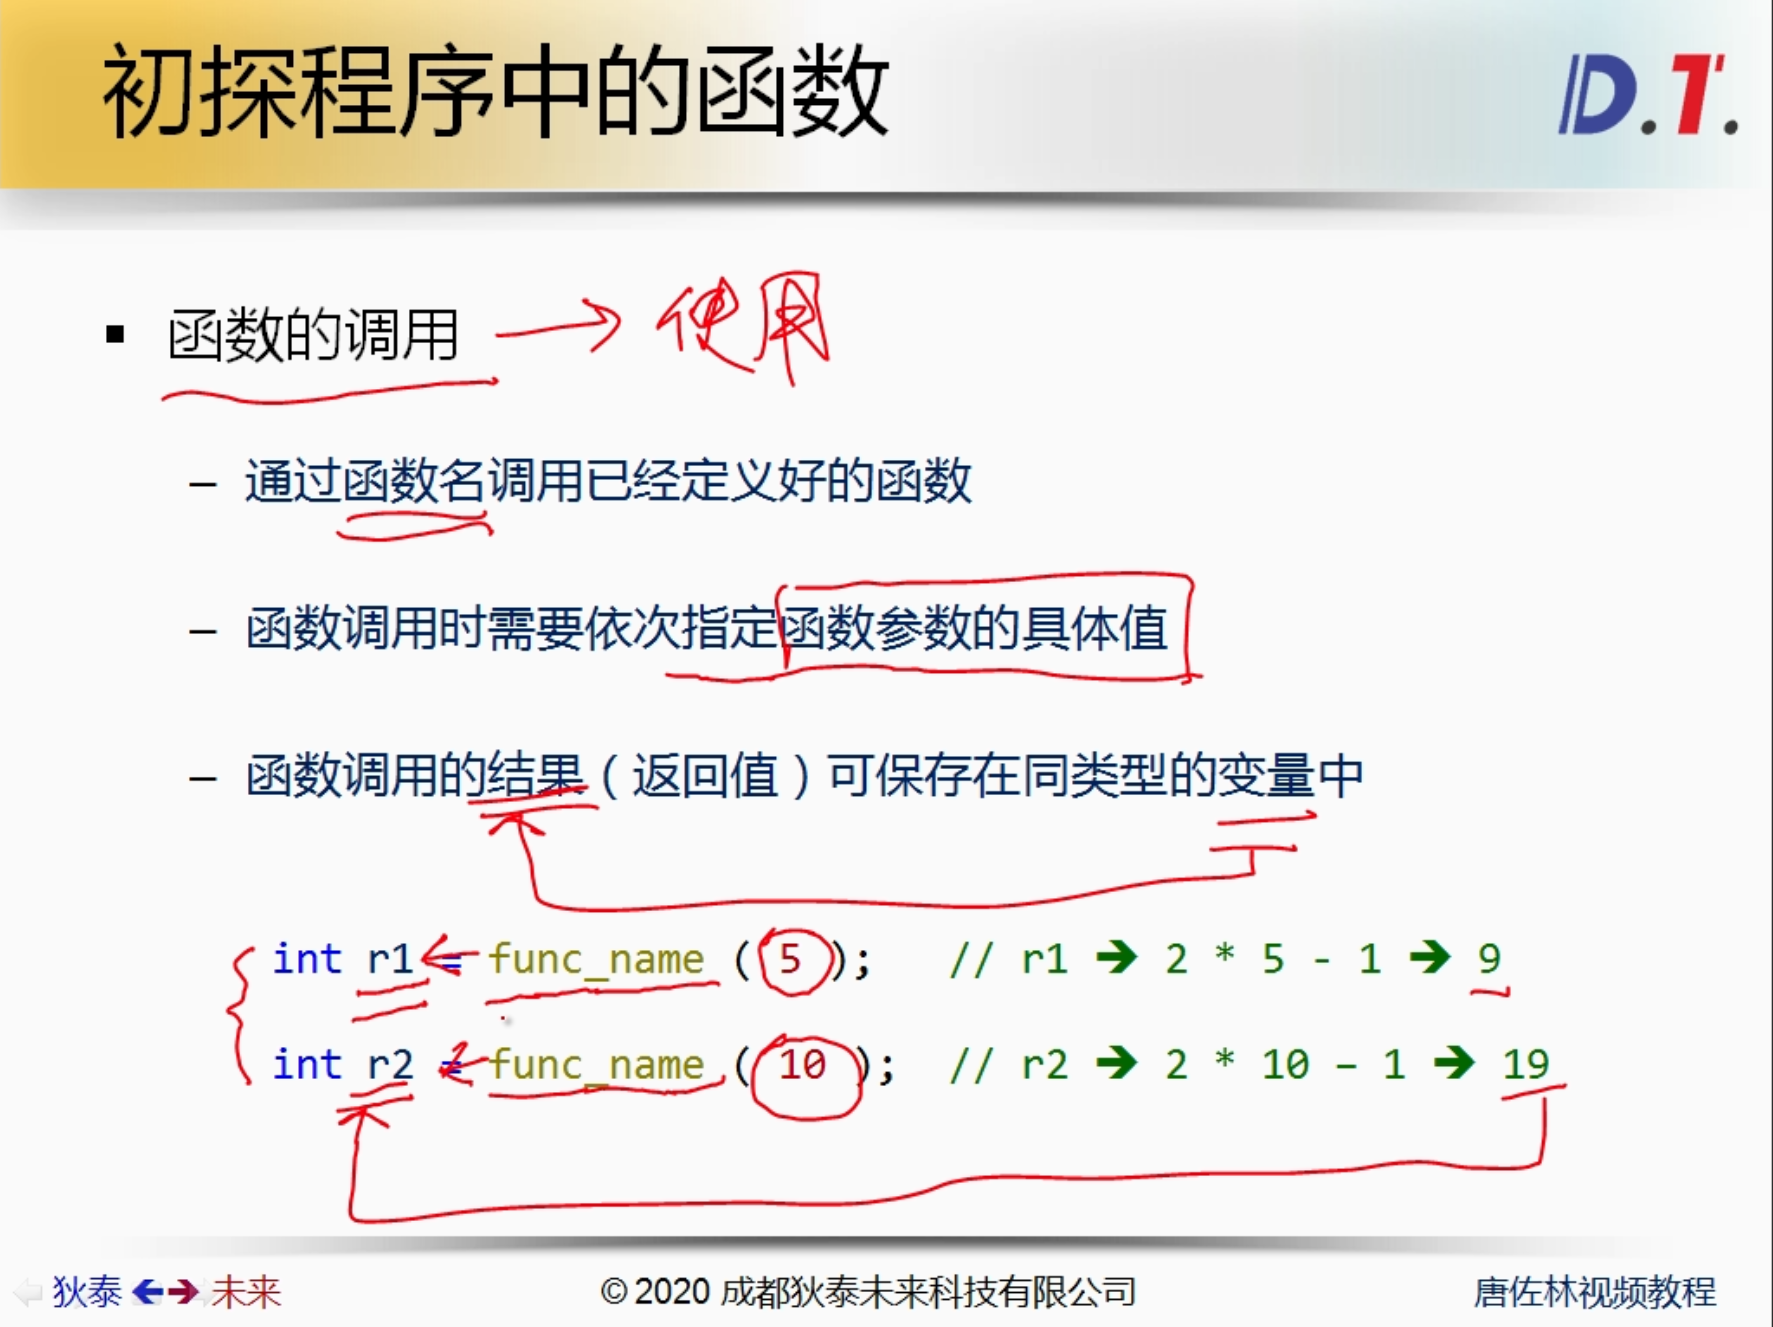 初探程序中的函数
D.T.
▪ 函数的调用 → 使用
– 通过函数名调用已经定义好的函数
– 函数调用时需要依次指定函数参数的具体值
– 函数调用的结果（返回值）可保存在同类型的变量中
int r1 = func_name ( 5 );   // r1 ➔ 2 * 5 - 1 ➔ 9
int r2 = func_name ( 10 );  // r2 ➔ 2 * 10 – 1 ➔ 19
狄泰 ←→ 未来
© 2020 成都狄泰未来科技有限公司
唐佐林视频教程